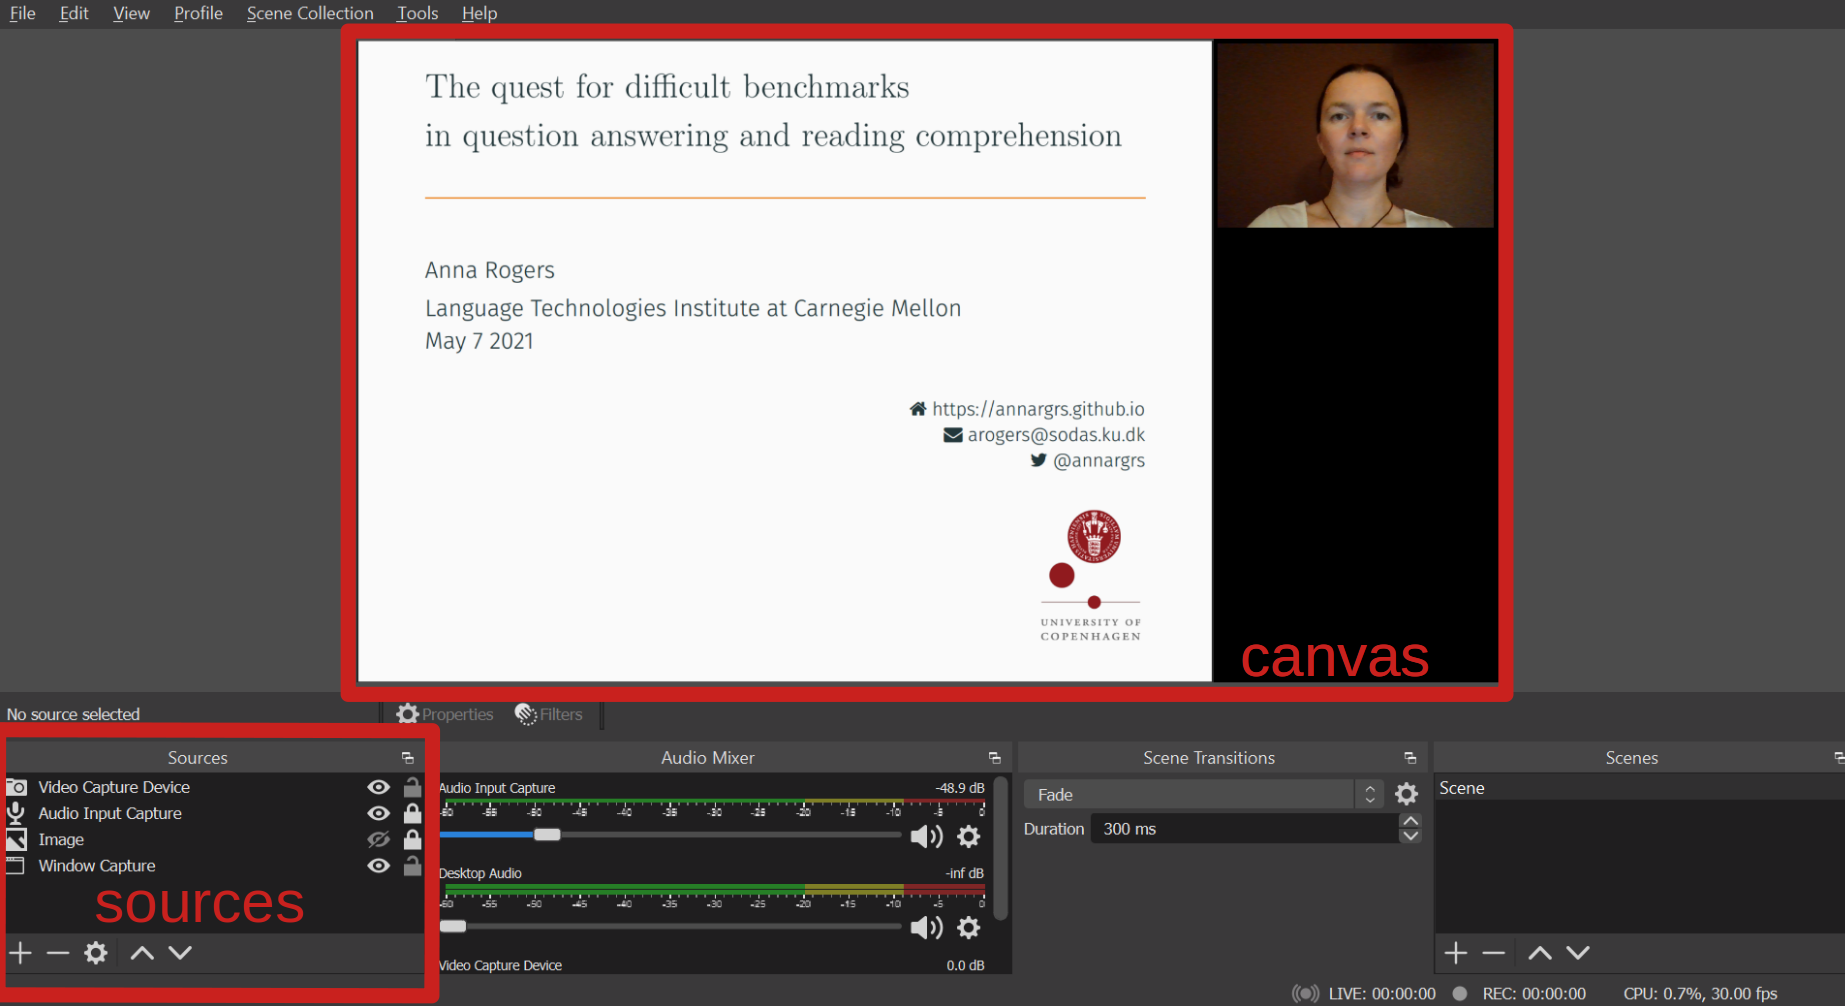 File Edit View Profile Scene Collection Tools Help
The quest for difficult benchmarks
in question answering and reading comprehension
Anna Rogers
Language Technologies Institute at Carnegie Mellon
May 7 2021
https://annargrs.github.io
arogers@sodas.ku.dk
@annargrs
UNIVERSITY OF
COPENHAGEN
canvas
No source selected
Properties Filters
Sources
Video Capture Device
Audio Input Capture
Image
Window Capture
sources
Audio Mixer
Audio Input Capture -48.9 dB
-60 -55 -50 -45 -40 -35 -30 -25 -20 -15 -10 -5 0
Desktop Audio -inf dB
-60 -55 -50 -45 -40 -35 -30 -25 -20 -15 -10 -5 0
Video Capture Device 0.0 dB
Scene Transitions
Fade
Duration 300 ms
Scenes
Scene
LIVE: 00:00:00 REC: 00:00:00 CPU: 0.7%, 30.00 fps